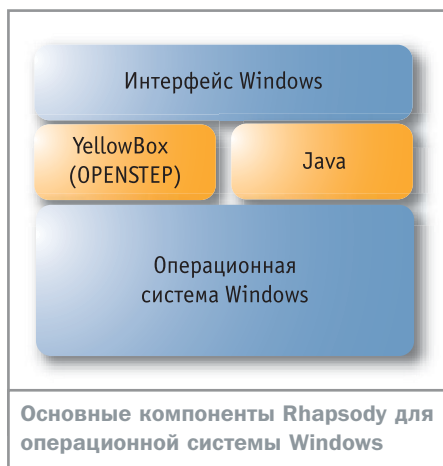 Интерфейс Windows
YellowBox
(OPENSTEP)
Java
Операционная
система Windows
Основные компоненты Rhapsody для
операционной системы Windows